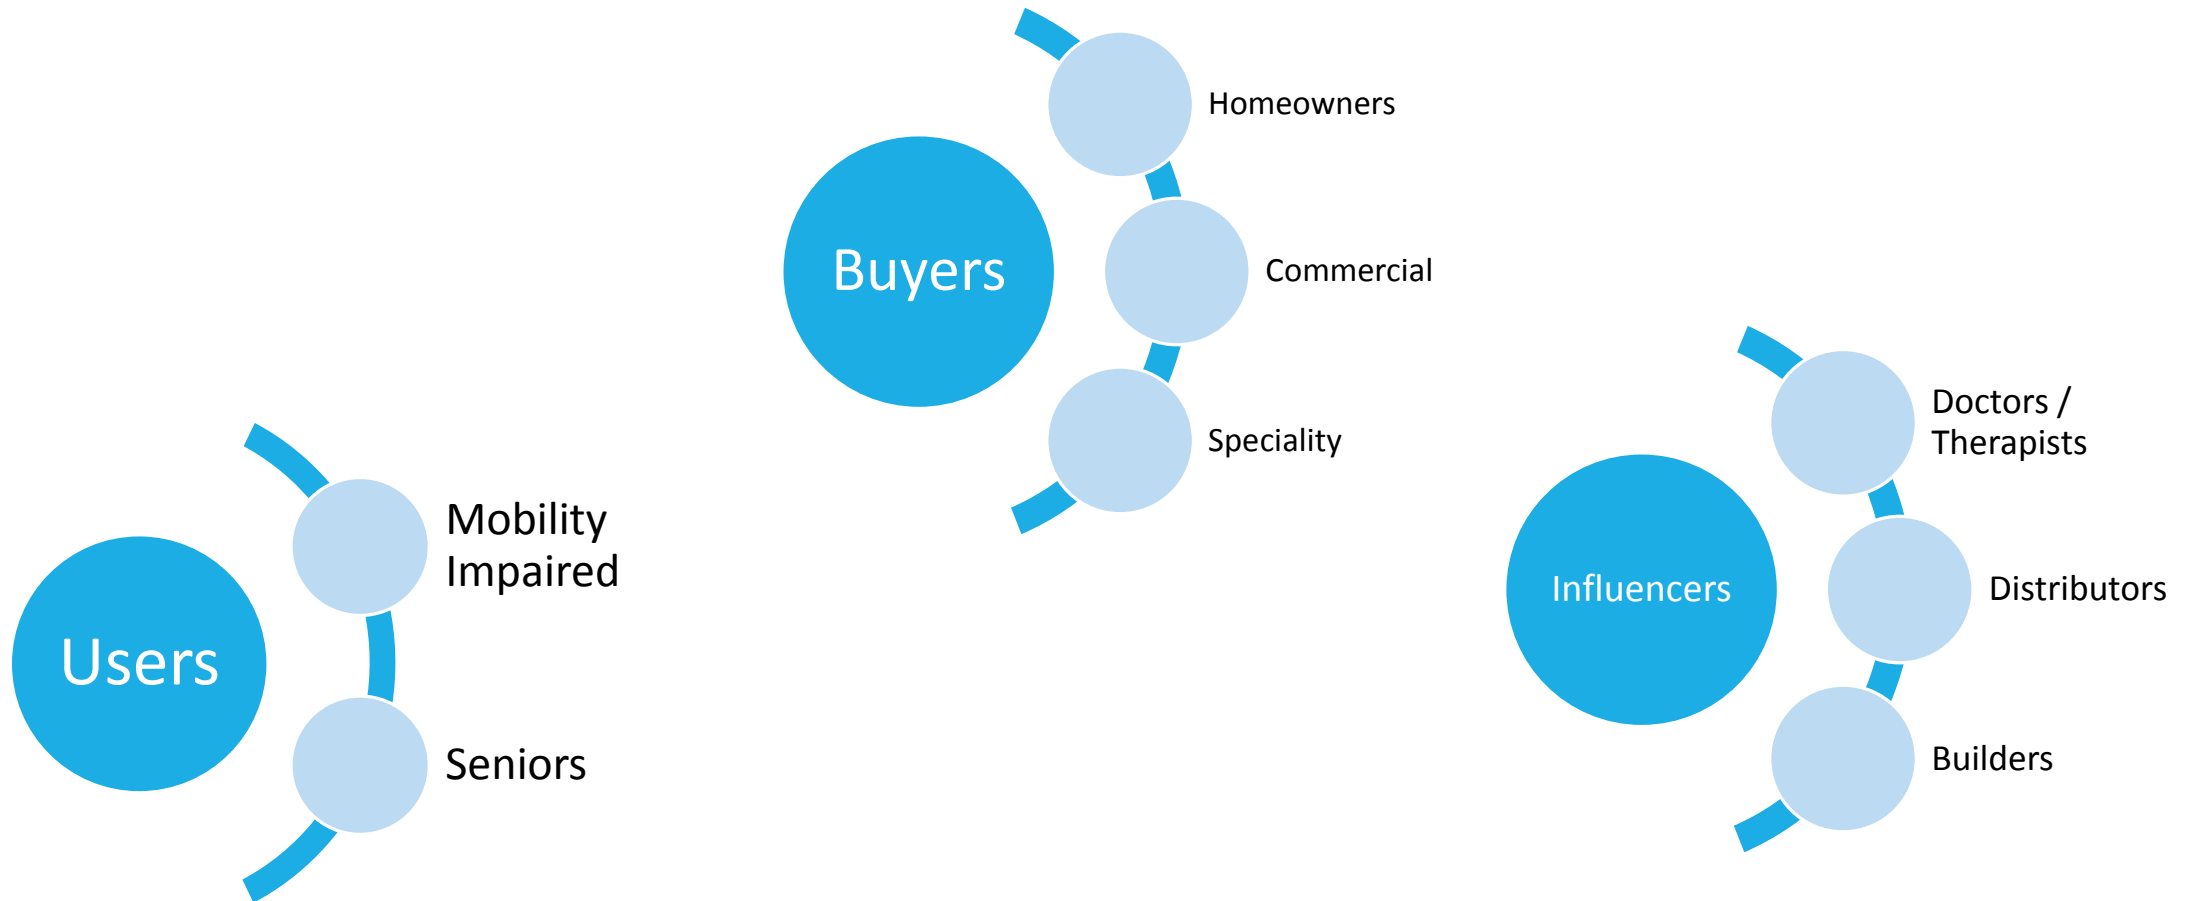 Users
Mobility
Impaired
Seniors
Buyers
Homeowners
Commercial
Speciality
Influencers
Doctors /
Therapists
Distributors
Builders